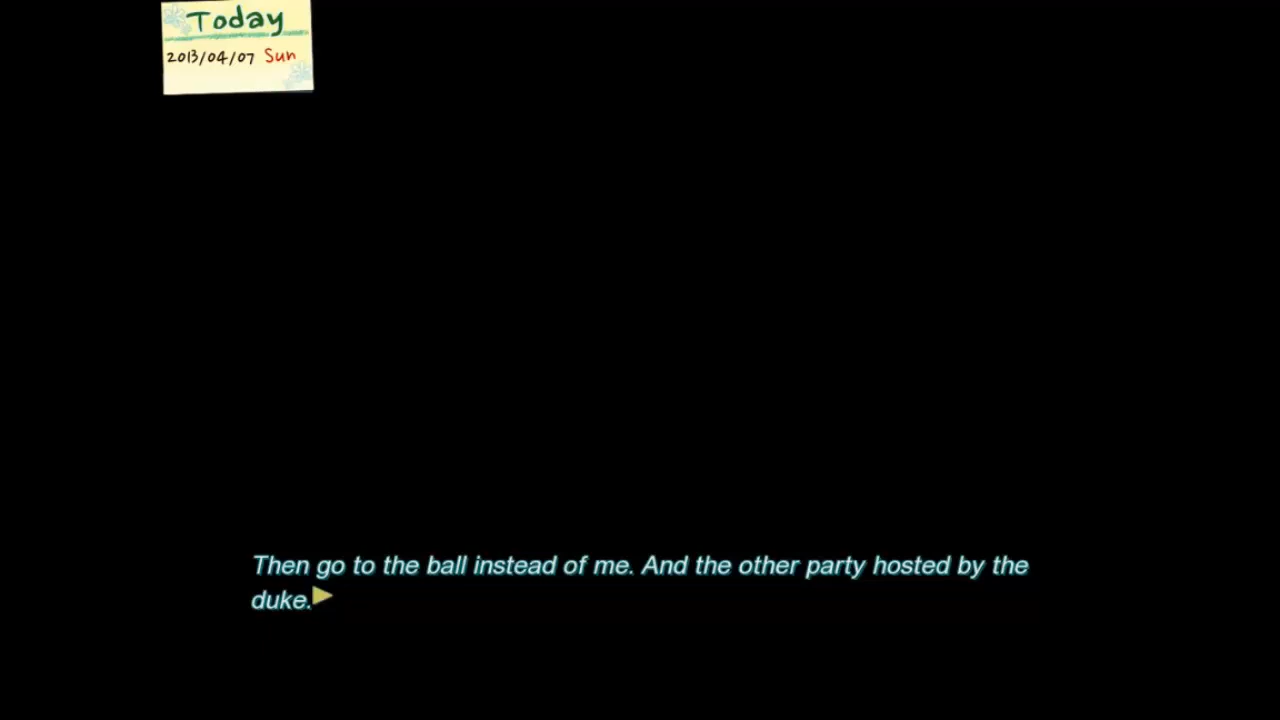 Today
2013/04/07 Sun
Then go to the ball instead of me. And the other party hosted by the
duke.